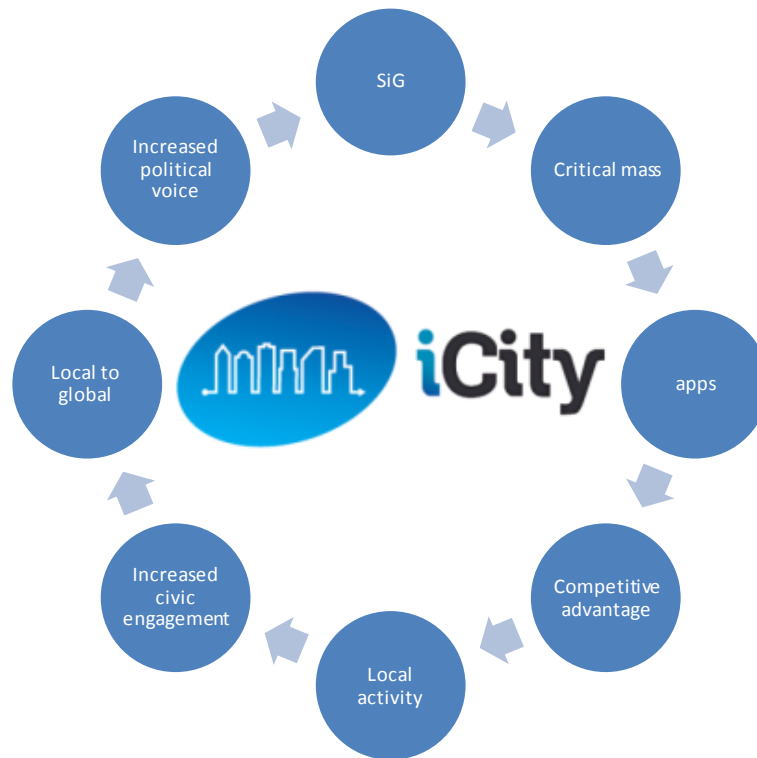 SiG
Critical mass
apps
Competitive
advantage
Local
activity
Increased
civic
engagement
Local to
global
Increased
political
voice
iCity